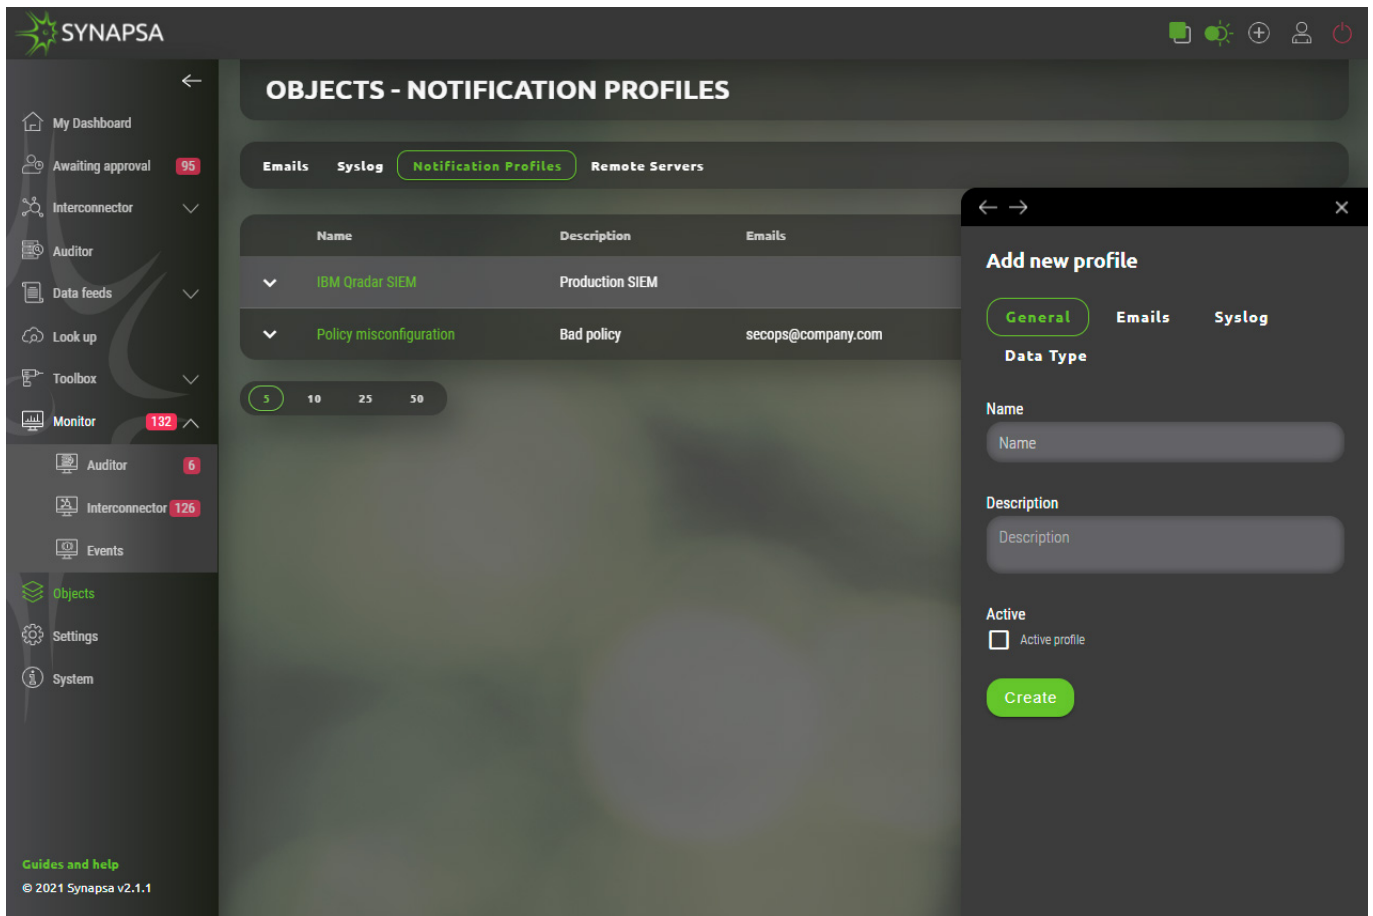 SYNAPSA
My Dashboard
Awaiting approval 95
Interconnector
Auditor
Data feeds
Look up
Toolbox
Monitor 132
Auditor 6
Interconnector 126
Events
Objects
Settings
System
Guides and help
© 2021 Synapsa v2.1.1
OBJECTS - NOTIFICATION PROFILES
Emails Syslog Notification Profiles Remote Servers
Name Description Emails
IBM Qradar SIEM Production SIEM
Policy misconfiguration Bad policy secops@company.com
5 10 25 50
Add new profile
General Emails Syslog
Data Type
Name
Name
Description
Description
Active
Active profile
Create